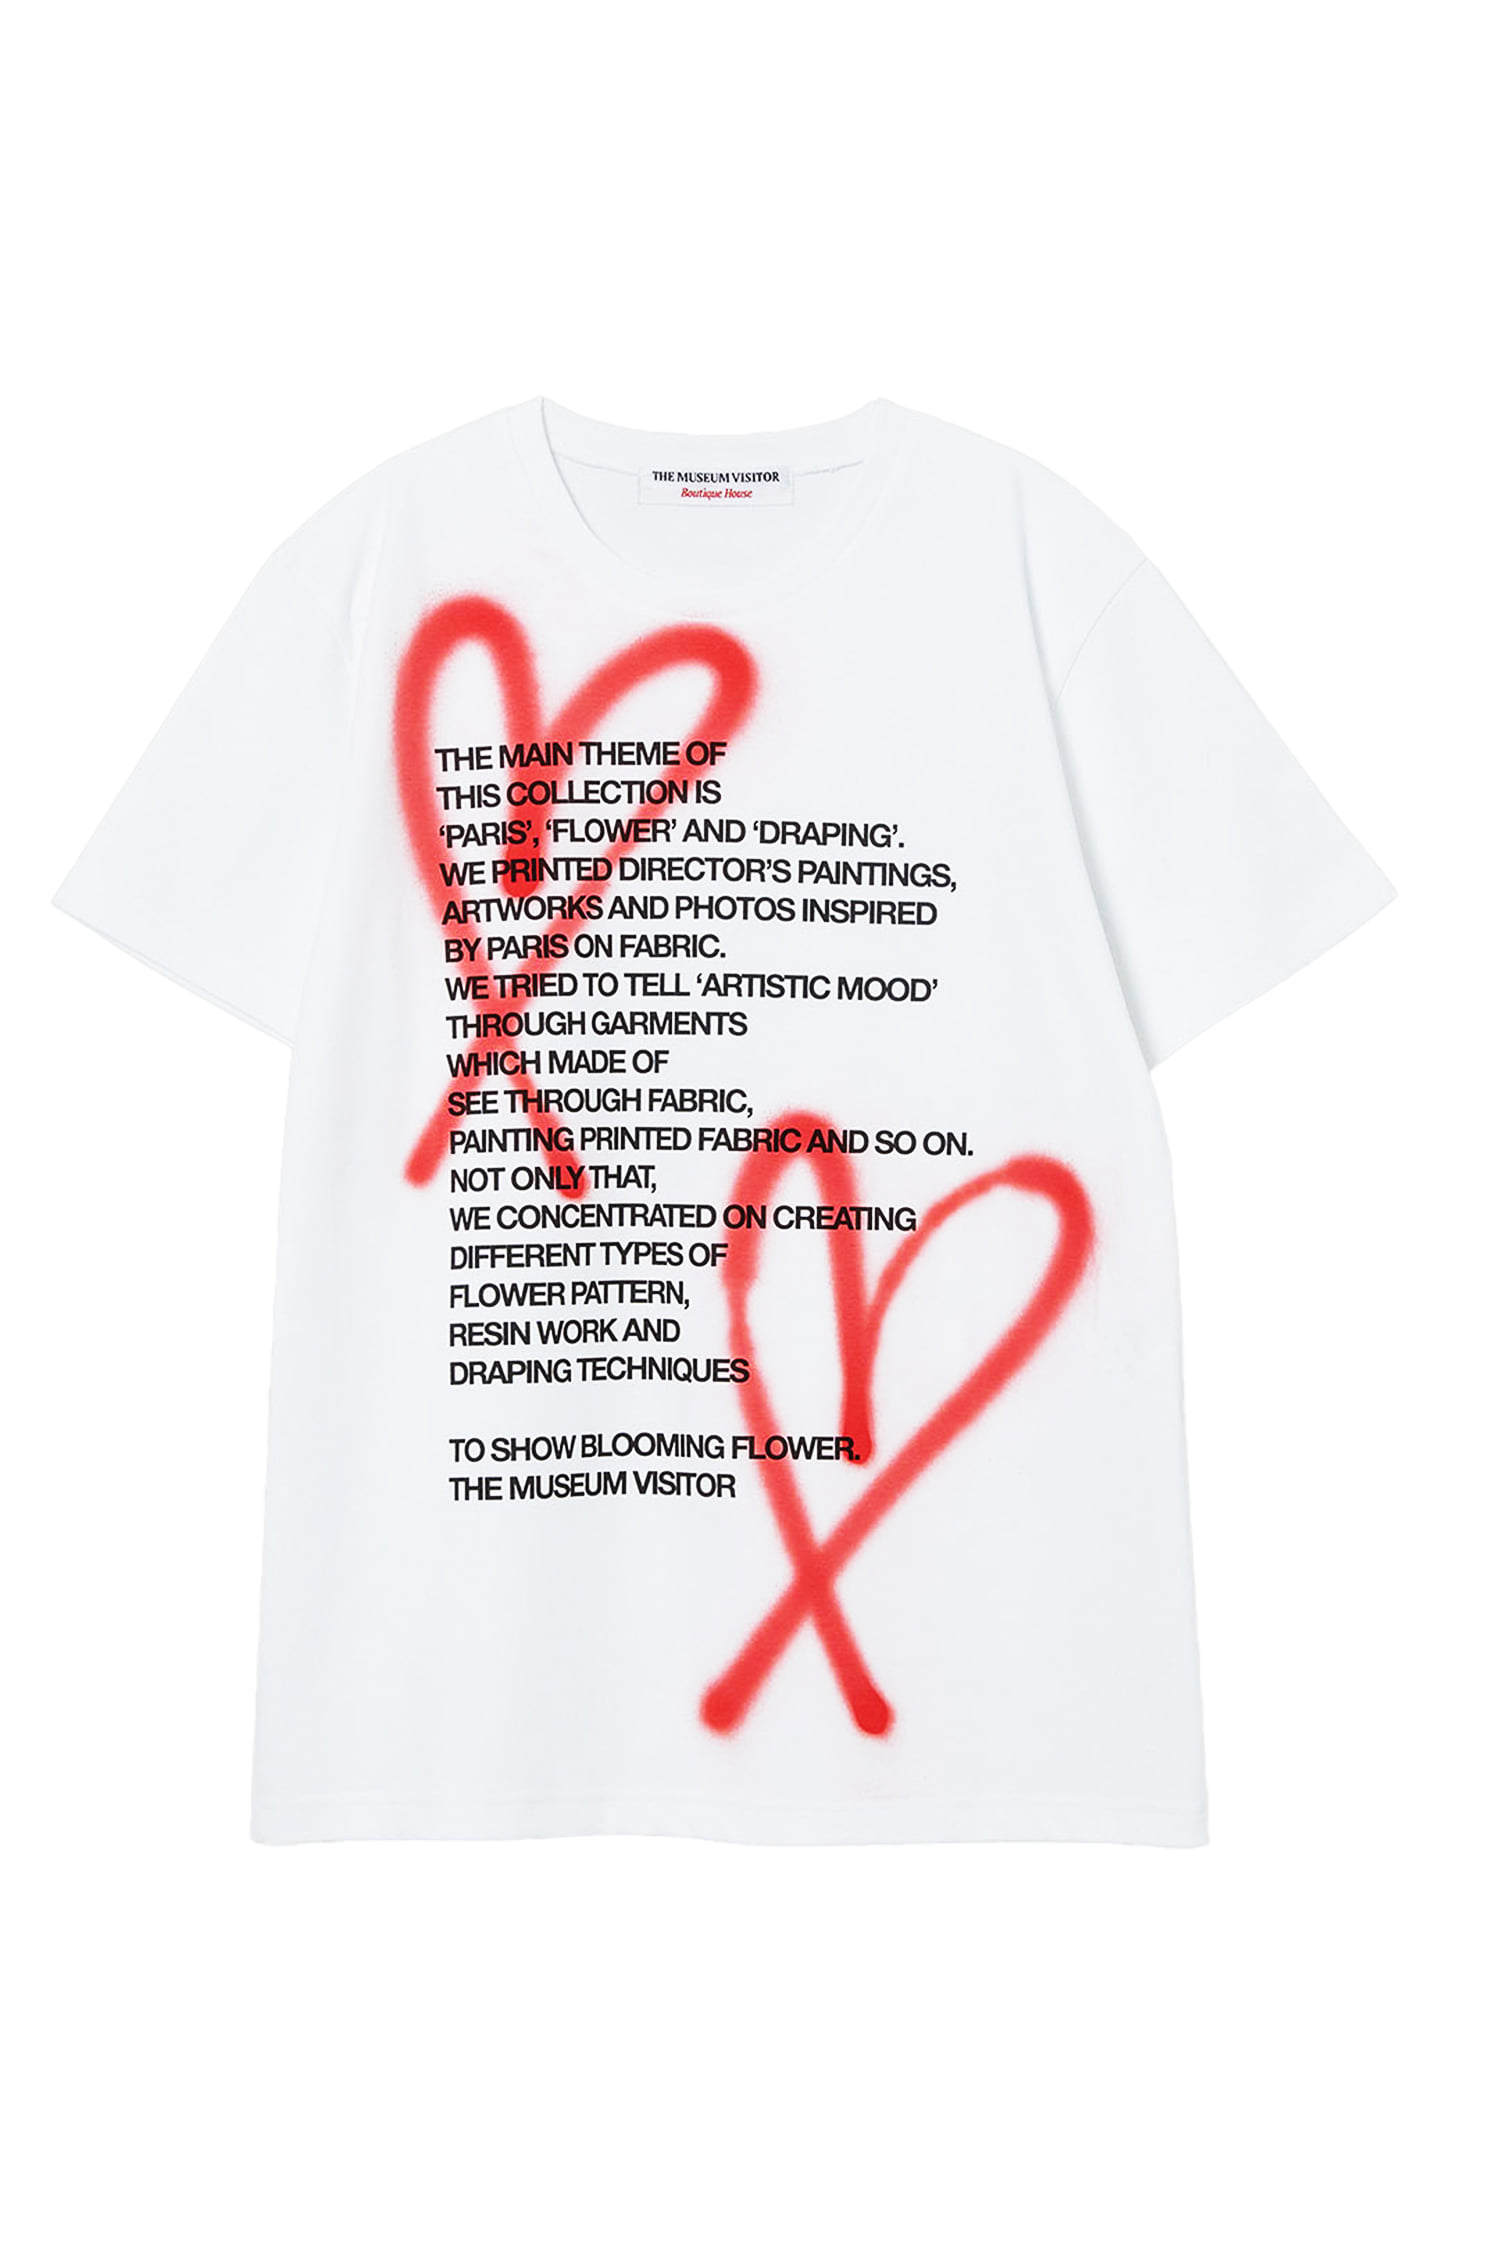 THE MUSEUM VISITOR
Boutique House
THE MAIN THEME OF
THIS COLLECTION IS
‘PARIS’, ‘FLOWER’ AND ‘DRAPING’.
WE PRINTED DIRECTOR’S PAINTINGS,
ARTWORKS AND PHOTOS INSPIRED
BY PARIS ON FABRIC.
WE TRIED TO TELL ‘ARTISTIC MOOD’
THROUGH GARMENTS
WHICH MADE OF
SEE THROUGH FABRIC,
PAINTING PRINTED FABRIC AND SO ON.
NOT ONLY THAT,
WE CONCENTRATED ON CREATING
DIFFERENT TYPES OF
FLOWER PATTERN,
RESIN WORK AND
DRAPING TECHNIQUES
TO SHOW BLOOMING FLOWER.
THE MUSEUM VISITOR